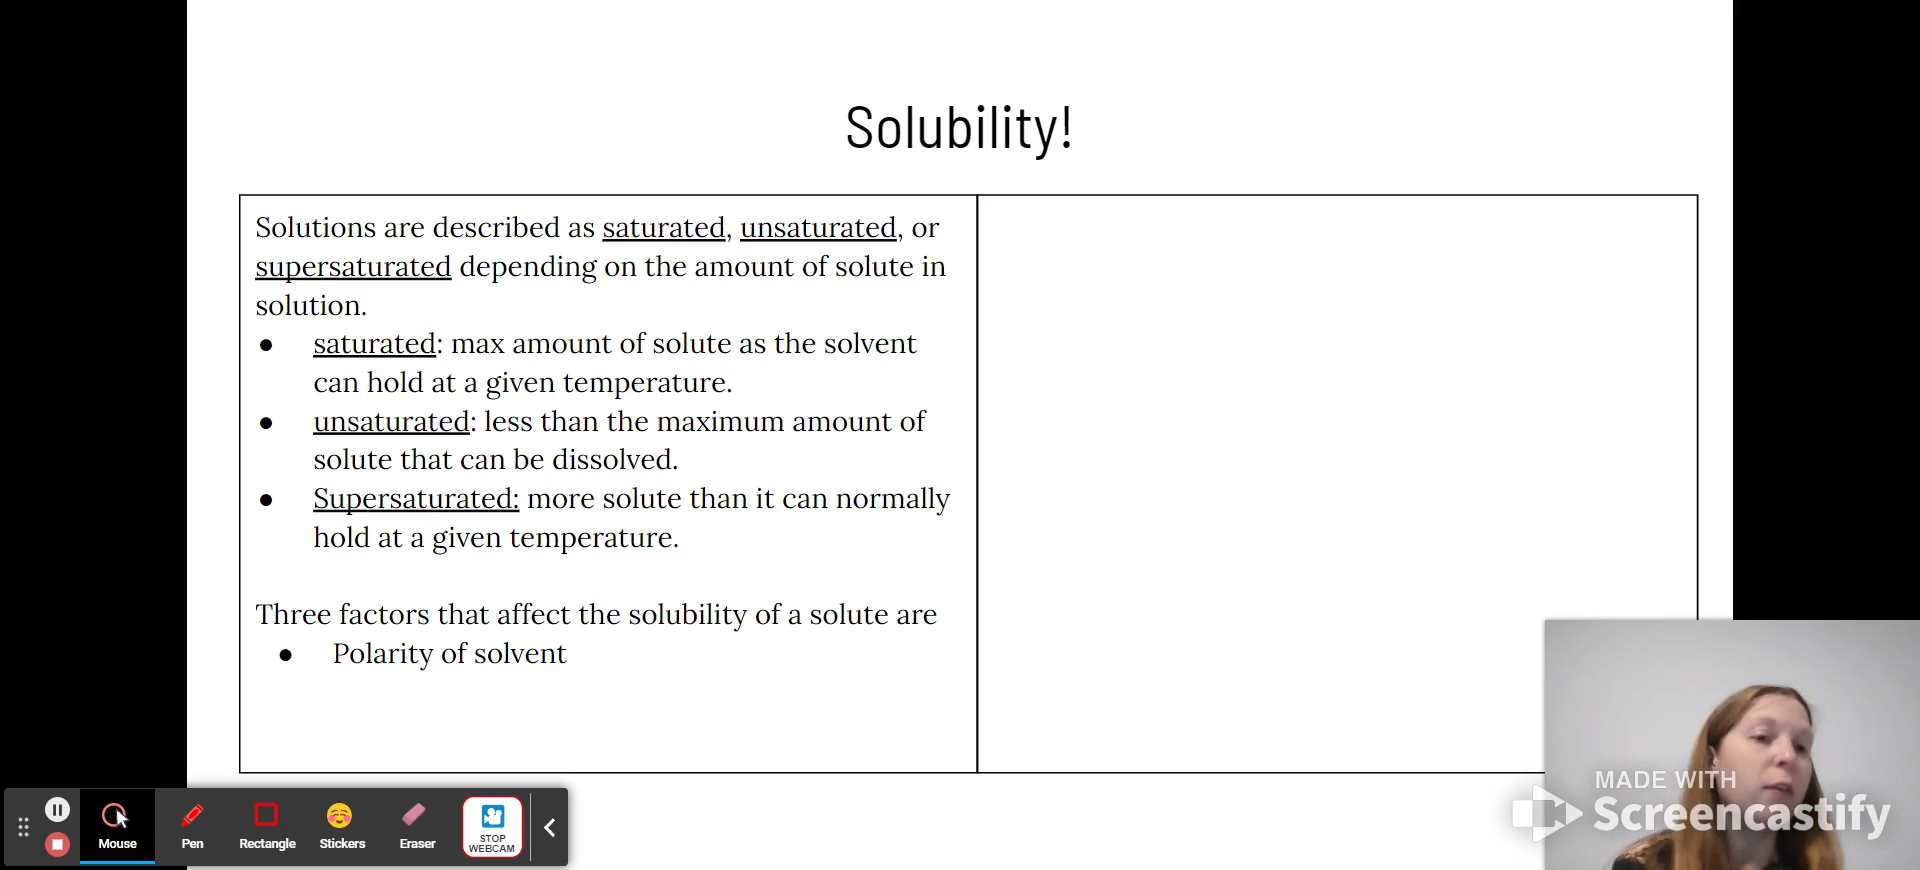 Solubility!
Solutions are described as saturated, unsaturated, or
supersaturated depending on the amount of solute in
solution.
● saturated: max amount of solute as the solvent
can hold at a given temperature.
● unsaturated: less than the maximum amount of
solute that can be dissolved.
● Supersaturated: more solute than it can normally
hold at a given temperature.
Three factors that affect the solubility of a solute are
● Polarity of solvent
MADE WITH
Screencastify
Mouse
Pen
Rectangle
Stickers
Eraser
STOP
WEBCAM